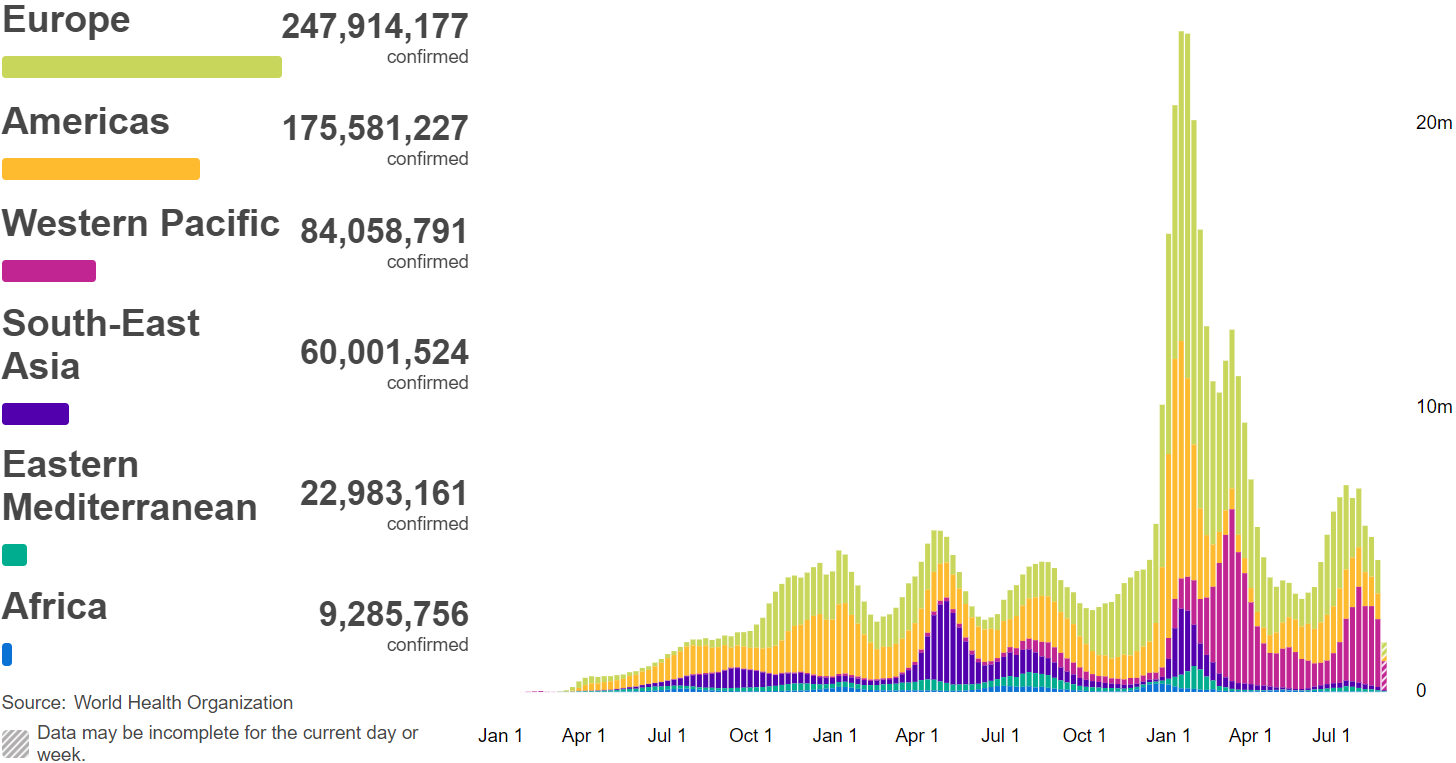 Europe
247,914,177
confirmed
Americas
175,581,227
confirmed
Western Pacific
84,058,791
confirmed
South-East
Asia
60,001,524
confirmed
Eastern
Mediterranean
22,983,161
confirmed
Africa
9,285,756
confirmed
Source: World Health Organization
Data may be incomplete for the current day or
week.
20m
10m
0
Jan 1 Apr 1 Jul 1 Oct 1 Jan 1 Apr 1 Jul 1 Oct 1 Jan 1 Apr 1 Jul 1